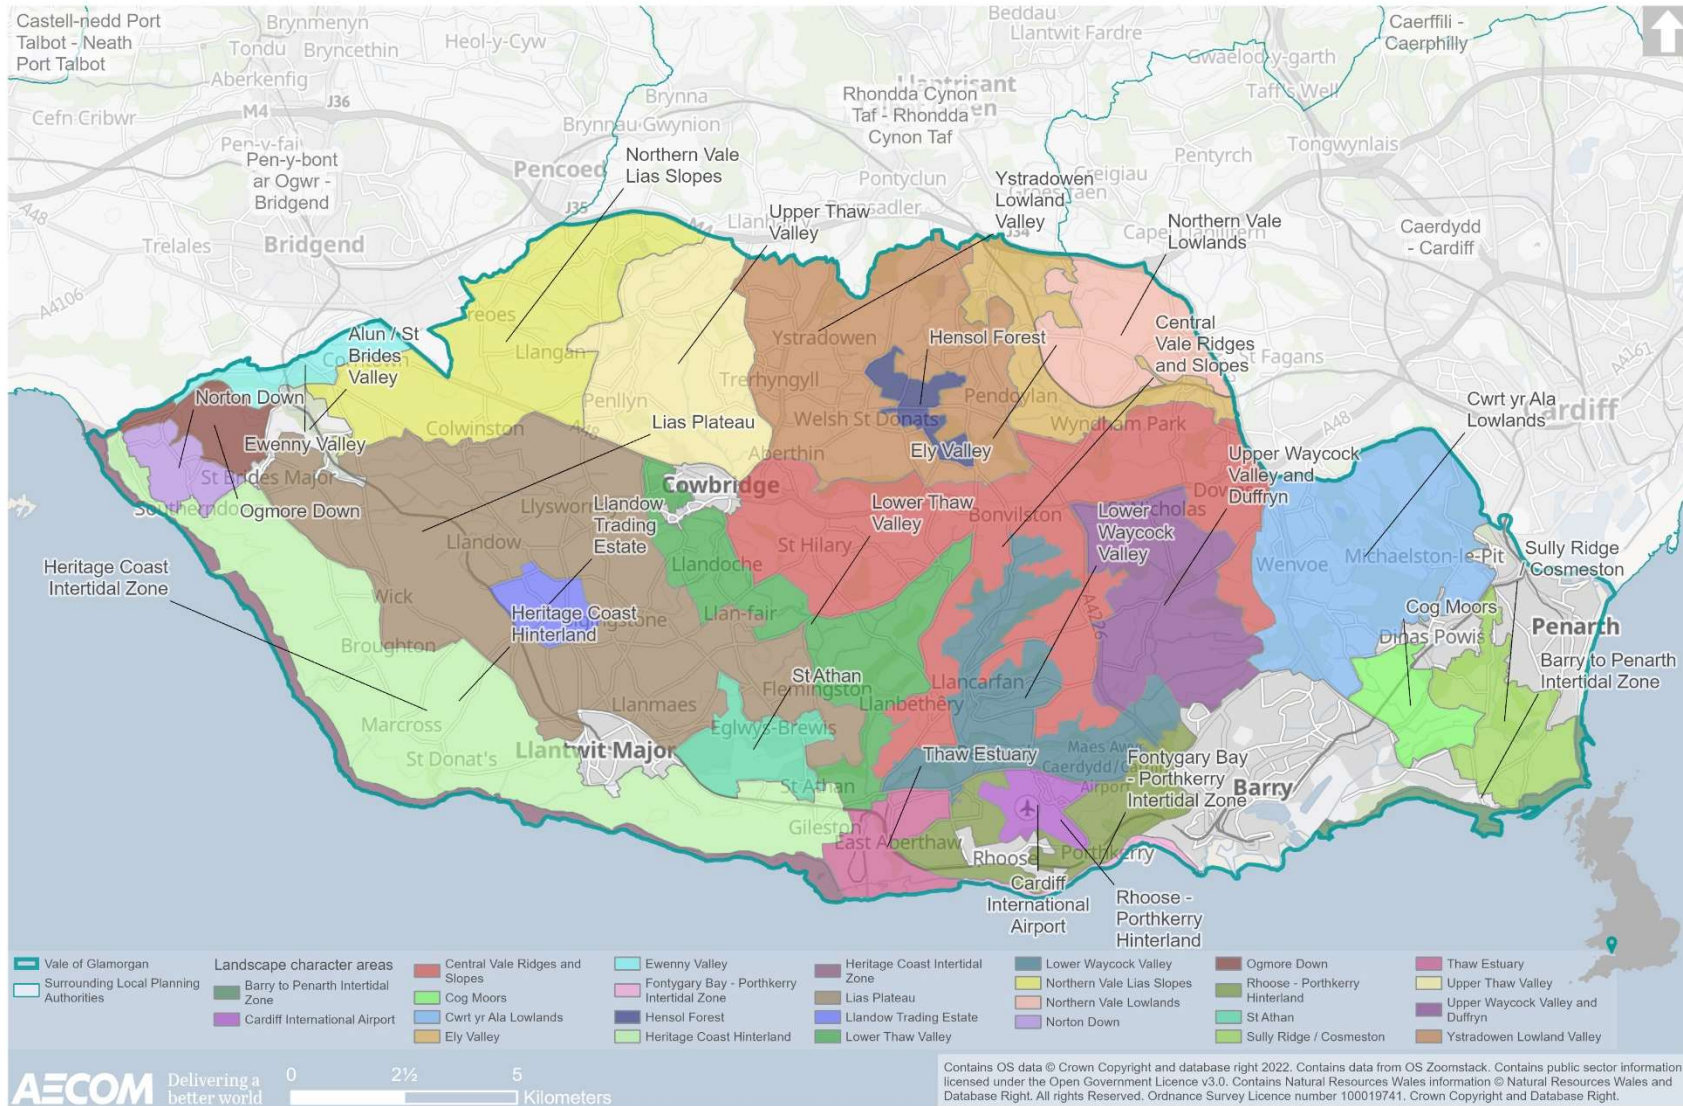 Castell-nedd Port
Talbot - Neath
Port Talbot
Brynmenyn
Tondu
Bryncethin
Aberkenfig
Heol-y-Cyw
Cefn Cribwr
M4
J36
Pen-y-fai
Pen-y-bont
ar Ogwr -
Bridgend
Bridgend
A48
Trelales
A4106
Pencoed
J35
Brynna
Brynnau Gwynion
Beddau
Llantwit Fardre
Rhondda Cynon
Taf - Rhondda
Cynon Taf
Pontyclun
Caerffili -
Caerphilly
Gwaelod-y-garth
Taff's Well
Tongwynlais
Pentyrch
Creigiau
Caerdydd
- Cardiff
J34
St Fagans
A48
Northern Vale
Lias Slopes
Upper Thaw
Valley
Ystradowen
Lowland
Valley
Northern Vale
Lowlands
Central
Vale Ridges
and Slopes
Alun / St
Brides
Valley
Llangan
Ystradowen
Hensol Forest
Trerhyngyll
Pendoylan
Penllyn
Welsh St Donats
Wyndham Park
Cwrt yr Ala
Lowlands
Norton Down
Ewenny Valley
Colwinston
A48
Lias Plateau
Aberthin
Ely Valley
St Brides Major
Ogmore Down
Cowbridge
Upper Waycock
Valley and
Duffryn
Llandow
Trading
Estate
Lower Thaw
Valley
Bonvilston
Lower
Waycock
Valley
Llandow
St Hilary
Heritage Coast
Intertidal Zone
Llandoche
Wenvoe
Michaelston-le-Pit
Sully Ridge
/ Cosmeston
Wick
Llan-fair
A4226
Cog Moors
Heritage Coast
Hinterland
Dinas Powis
Penarth
Broughton
Barry to Penarth
Intertidal Zone
St Athan
Flemingston
Llancarfan
Llanmaes
Llanbethery
Marcross
Eglwys-Brewis
St Donat's
Llantwit Major
Thaw Estuary
Maes Awyr
Caerdydd / Cardiff
Airport
Fontygary Bay
- Porthkerry
Intertidal Zone
St Athan
Barry
Gileston
East Aberthaw
Rhoose
Porthkerry
Cardiff
International
Airport
Rhoose -
Porthkerry
Hinterland
Vale of Glamorgan
Surrounding Local Planning
Authorities
Landscape character areas
Barry to Penarth Intertidal
Zone
Cardiff International Airport
Central Vale Ridges and
Slopes
Cog Moors
Cwrt yr Ala Lowlands
Ely Valley
Ewenny Valley
Fontygary Bay - Porthkerry
Intertidal Zone
Hensol Forest
Heritage Coast Hinterland
Heritage Coast Intertidal
Zone
Lias Plateau
Llandow Trading Estate
Lower Thaw Valley
Lower Waycock Valley
Northern Vale Lias Slopes
Northern Vale Lowlands
Norton Down
Ogmore Down
Rhoose - Porthkerry
Hinterland
St Athan
Sully Ridge / Cosmeston
Thaw Estuary
Upper Thaw Valley
Upper Waycock Valley and
Duffryn
Ystradowen Lowland Valley
AECOM
Delivering a
better world
0 2½ 5
Kilometers
Contains OS data © Crown Copyright and database right 2022. Contains data from OS Zoomstack. Contains public sector information
licensed under the Open Government Licence v3.0. Contains Natural Resources Wales information © Natural Resources Wales and
Database Right. All rights Reserved. Ordnance Survey Licence number 100019741. Crown Copyright and Database Right.